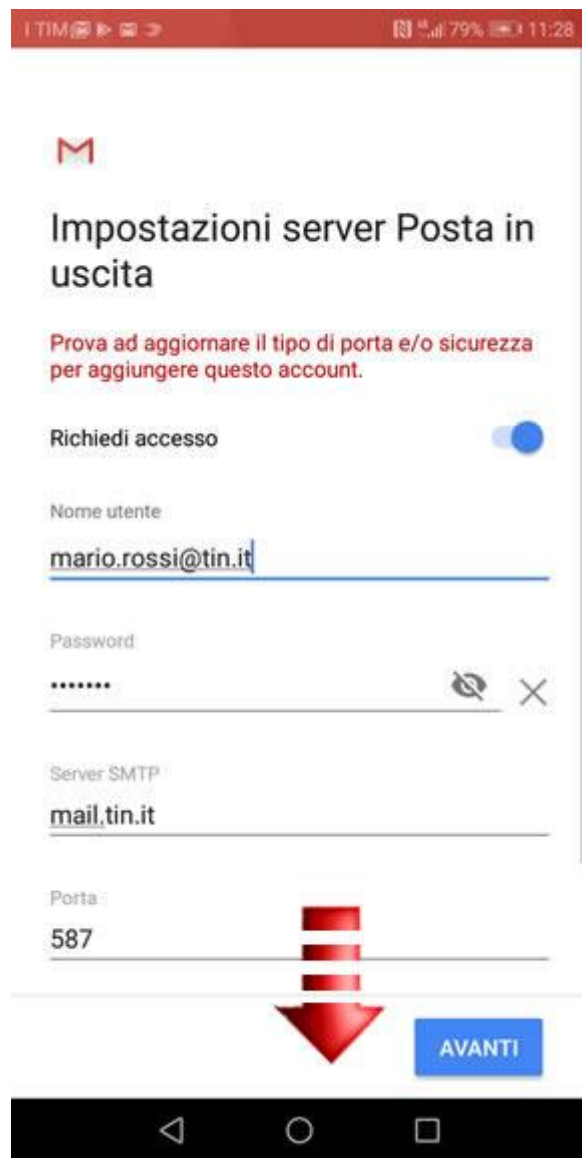 I TIM 79% 11:28
Impostazioni server Posta in
uscita
Prova ad aggiornare il tipo di porta e/o sicurezza
per aggiungere questo account.
Richiedi accesso
Nome utente
mario.rossi@tin.it
Password
•••••••
Server SMTP
mail.tin.it
Porta
587
AVANTI